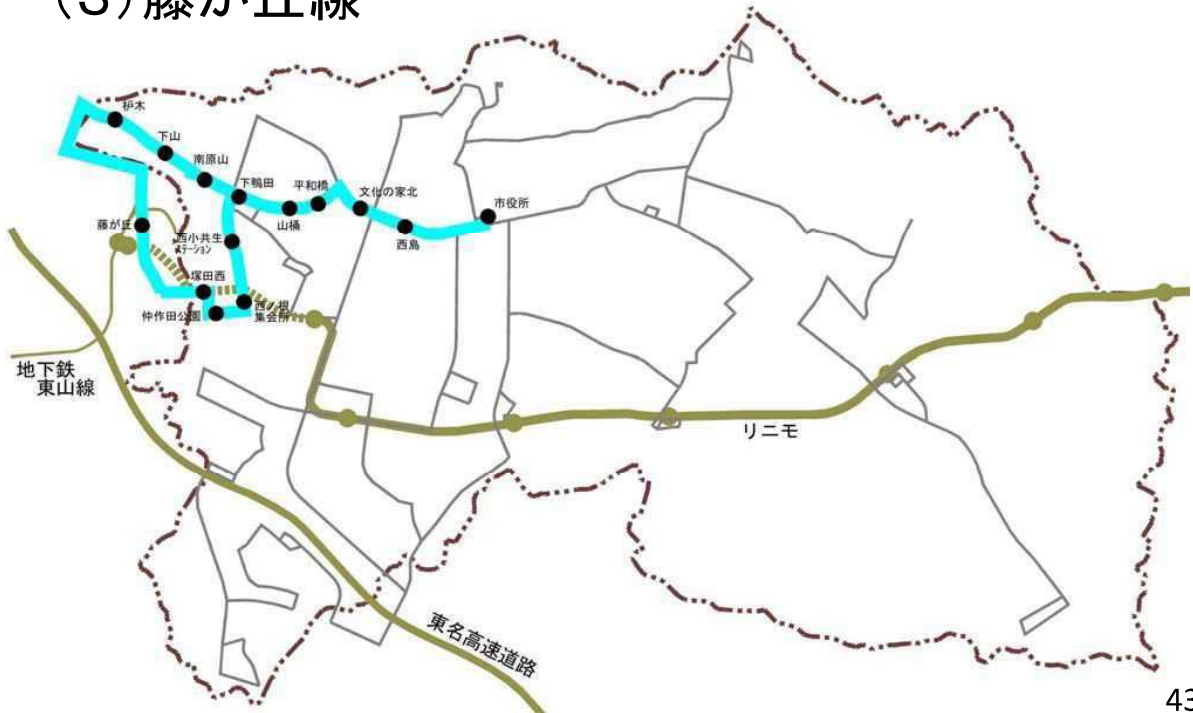 (3)藤が丘線
杁木
下山
南原山
下鴨田
平和橋
文化の家北
市役所
山桶
西島
藤が丘
西小共生
ステーション
塚田西
仲作田公園
西ノ根
集会所
地下鉄
東山線
リニモ
東名高速道路
43